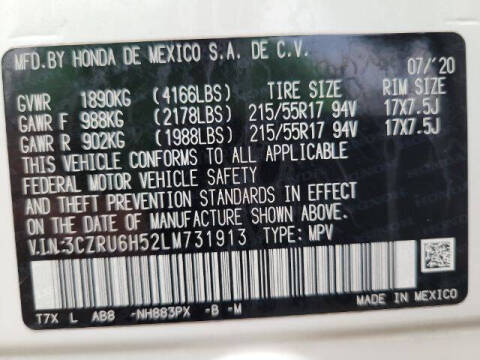 MFD.BY HONDA DE MEXICO S.A. DE C.V.
07/'20
GVWR 1890KG (4166LBS) TIRE SIZE RIM SIZE
GAWR F 988KG (2178LBS) 215/55R17 94V 17X7.5J
GAWR R 902KG (1988LBS) 215/55R17 94V 17X7.5J
THIS VEHICLE CONFORMS TO ALL APPLICABLE
FEDERAL MOTOR VEHICLE SAFETY
AND THEFT PREVENTION STANDARDS IN EFFECT
ON THE DATE OF MANUFACTURE SHOWN ABOVE.
V.I.N:3CZRU6H52LM731913 TYPE: MPV
T7X L AB8 -NH883PX -B -M
MADE IN MEXICO